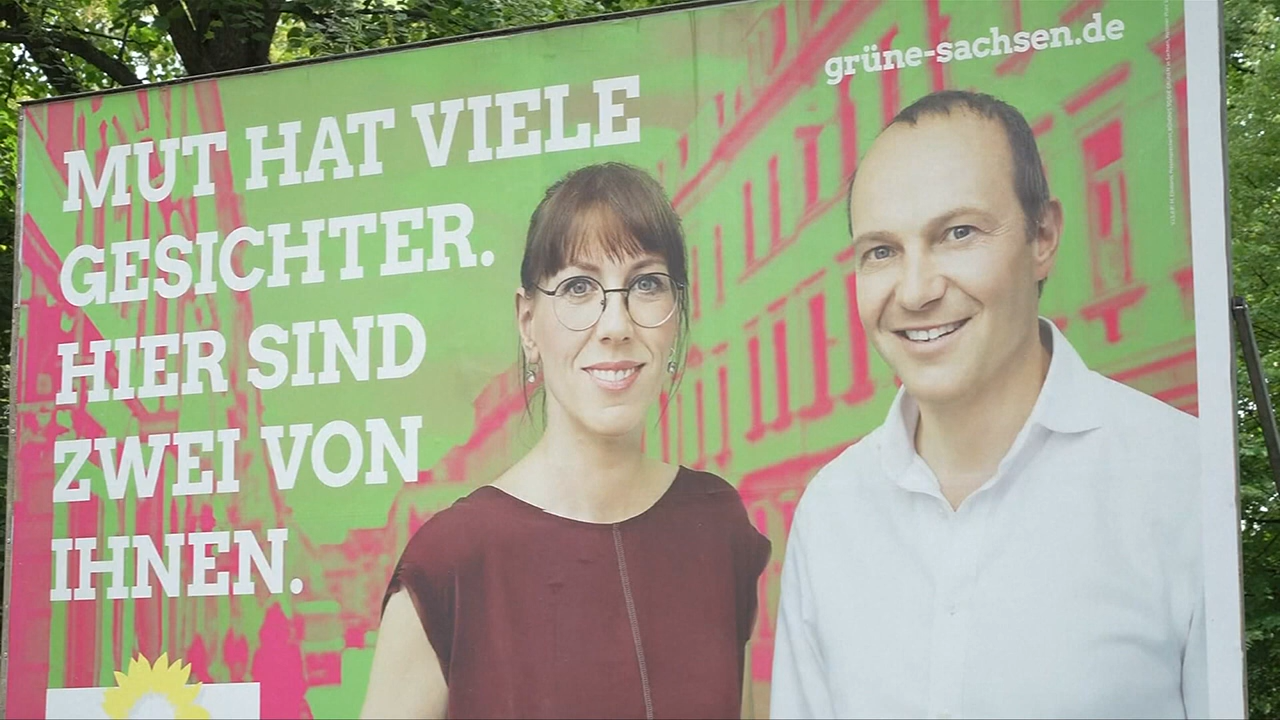 grüne-sachsen.de
MUT HAT VIELE
GESICHTER.
HIER SIND
ZWEI VON
IHNEN.